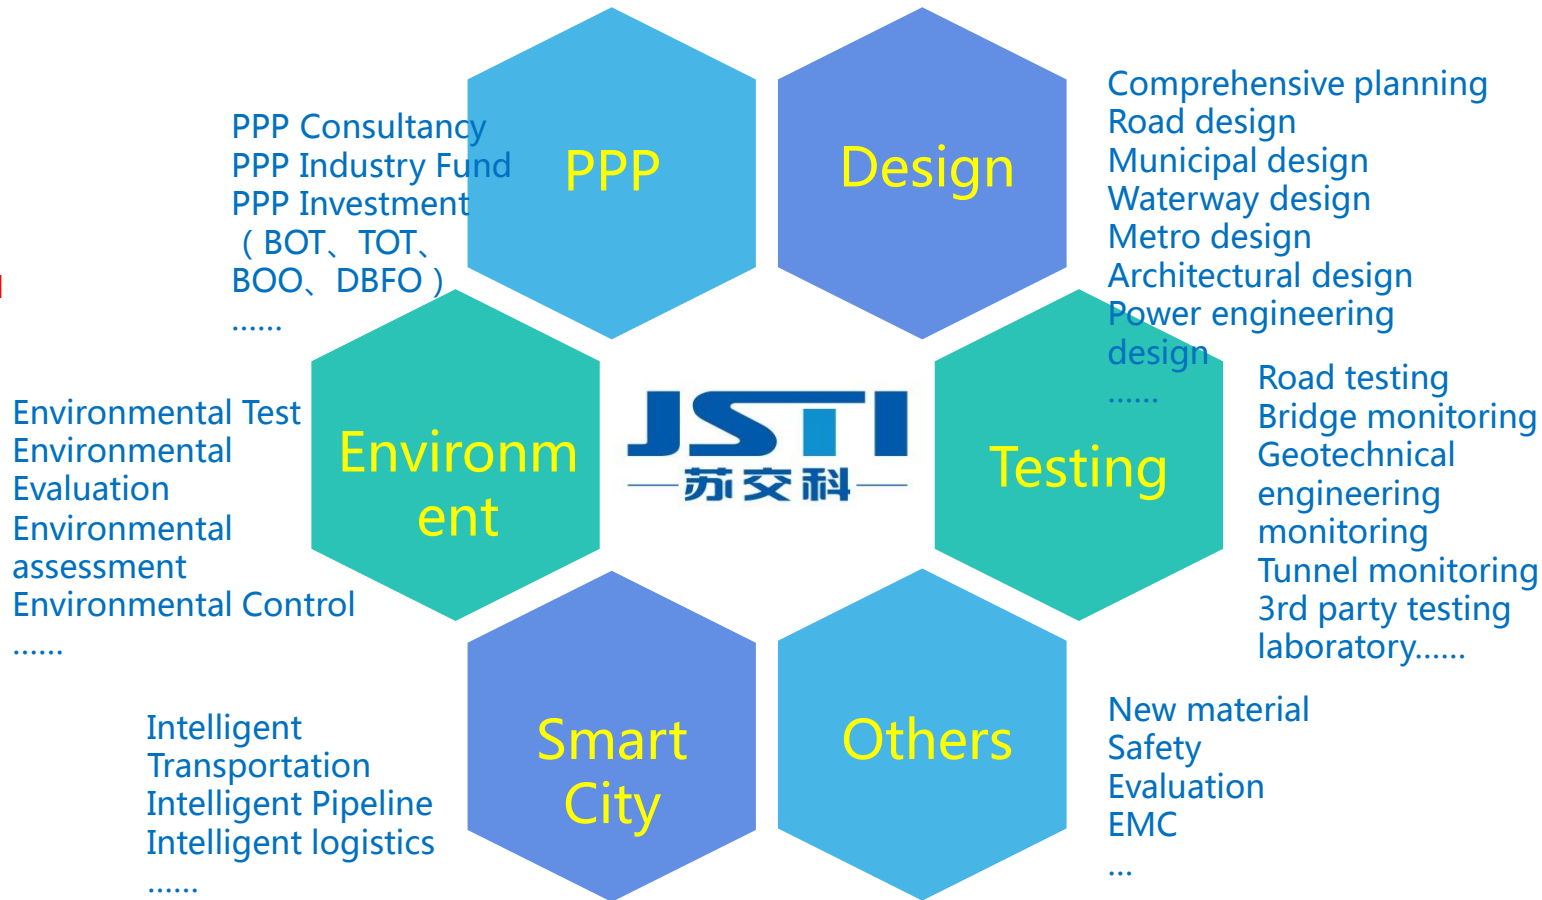 PPP Consultancy
PPP Industry Fund
PPP Investment
（BOT、TOT、
BOO、DBFO）
......
PPP
Design
Comprehensive planning
Road design
Municipal design
Waterway design
Metro design
Architectural design
Power engineering
design
......
Environmental Test
Environmental
Evaluation
Environmental
assessment
Environmental Control
......
Environm
ent
JSTI
苏交科
Testing
Road testing
Bridge monitoring
Geotechnical
engineering
monitoring
Tunnel monitoring
3rd party testing
laboratory......
Intelligent
Transportation
Intelligent Pipeline
Intelligent logistics
......
Smart
City
Others
New material
Safety
Evaluation
EMC
...